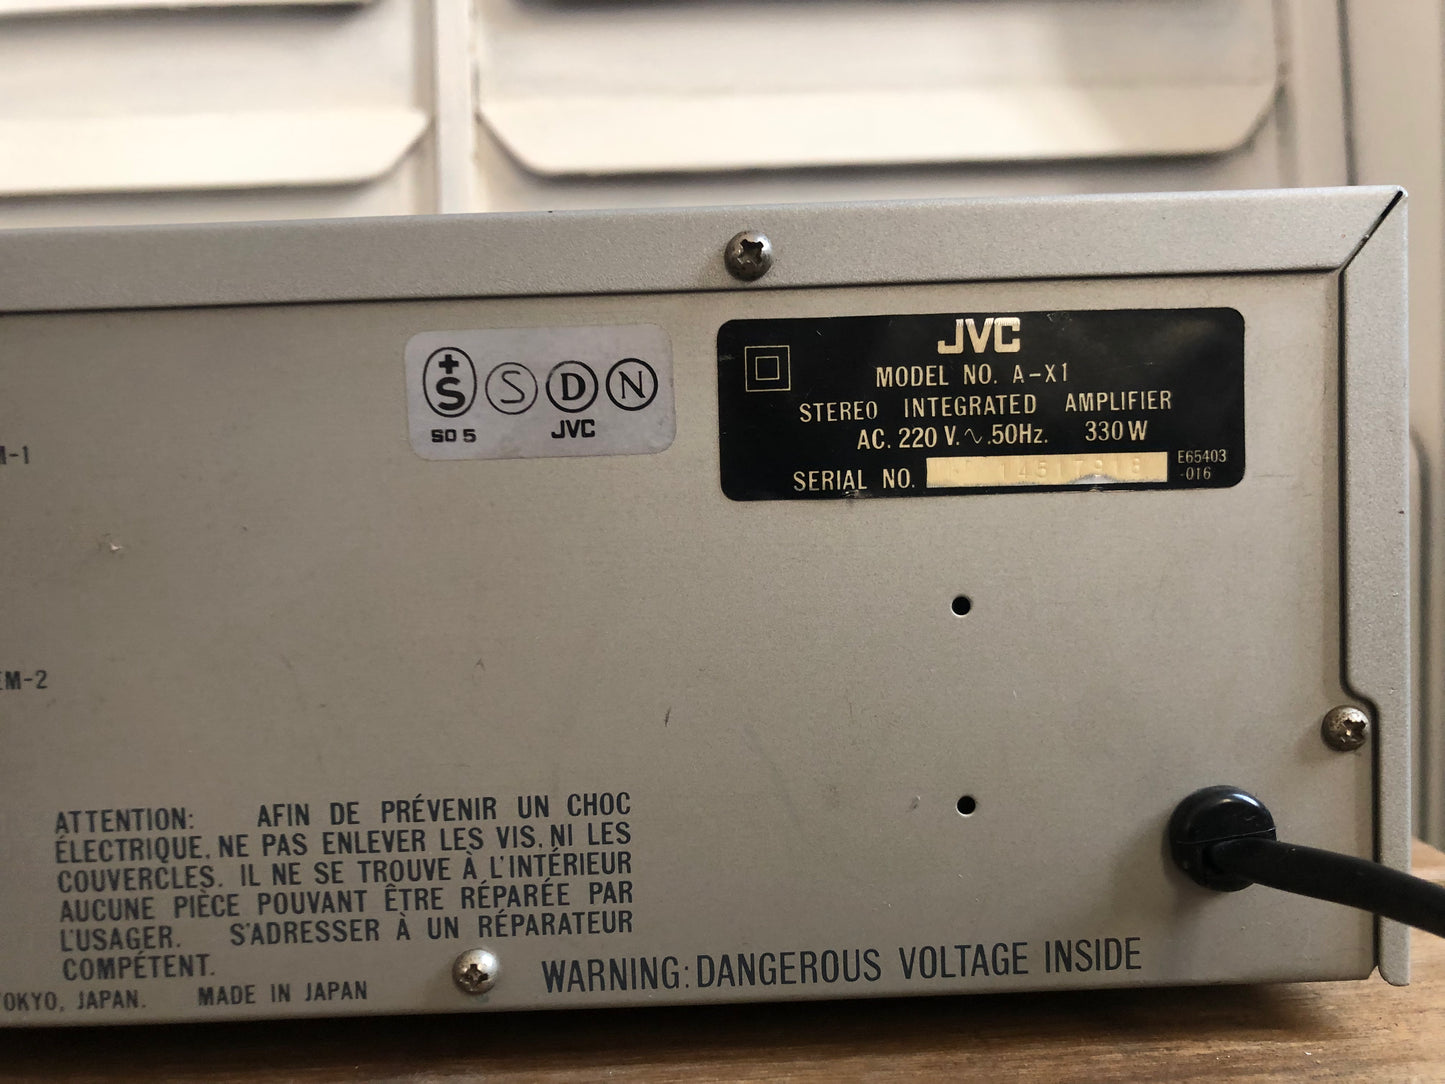 +S S D N
SO 5 JVC
JVC
MODEL NO. A-X1
STEREO INTEGRATED AMPLIFIER
AC. 220 V. ∿ .50Hz. 330 W
SERIAL NO. E65403
-016
M-1
EM-2
ATTENTION: AFIN DE PRÉVENIR UN CHOC
ÉLECTRIQUE, NE PAS ENLEVER LES VIS, NI LES
COUVERCLES. IL NE SE TROUVE À L'INTÉRIEUR
AUCUNE PIÈCE POUVANT ÊTRE RÉPARÉE PAR
L'USAGER. S'ADRESSER À UN RÉPARATEUR
COMPÉTENT.
TOKYO, JAPAN. MADE IN JAPAN
WARNING: DANGEROUS VOLTAGE INSIDE